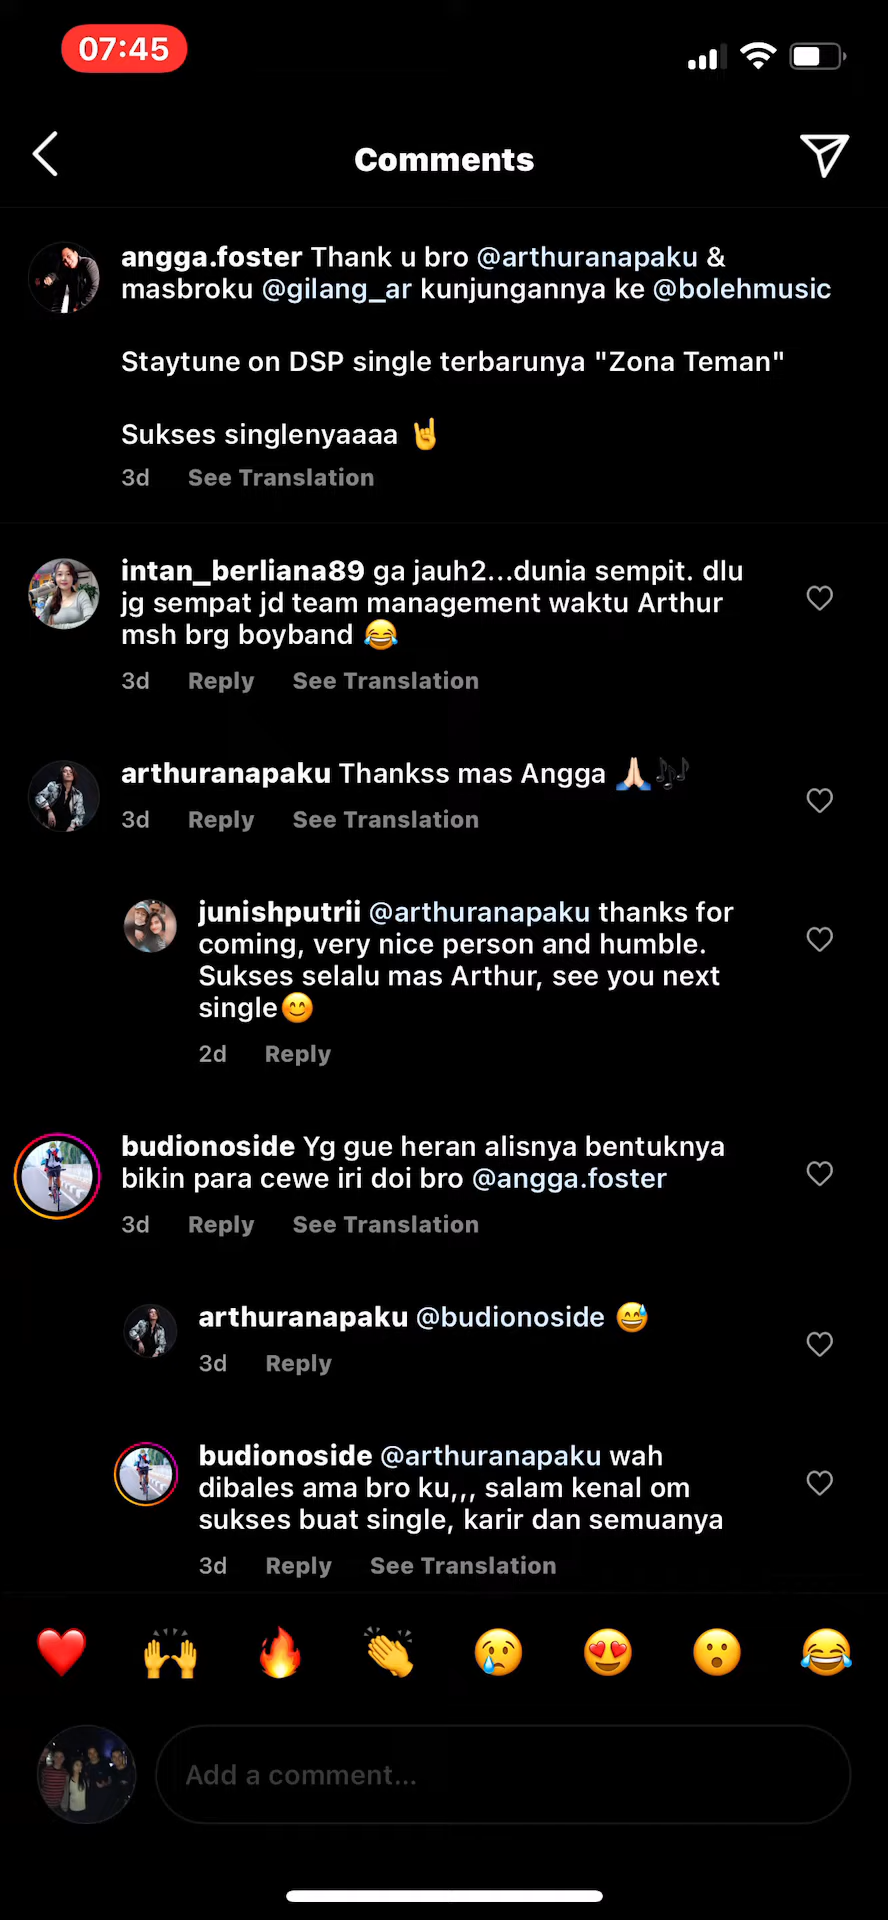 07:45
Comments
angga.foster Thank u bro @arthuranapaku &
masbroku @gilang_ar kunjungannya ke @bolehmusic
Staytune on DSP single terbarunya "Zona Teman"
Sukses singlenyaaaa 🤘
3d See Translation
intan_berliana89 ga jauh2...dunia sempit. dlu
jg sempat jd team management waktu Arthur
msh brg boyband 😂
3d Reply See Translation
arthuranapaku Thankss mas Angga 🙏🏻🎶
3d Reply See Translation
junishputrii @arthuranapaku thanks for
coming, very nice person and humble.
Sukses selalu mas Arthur, see you next
single😊
2d Reply
budionoside Yg gue heran alisnya bentuknya
bikin para cewe iri doi bro @angga.foster
3d Reply See Translation
arthuranapaku @budionoside 😅
3d Reply
budionoside @arthuranapaku wah
dibales ama bro ku,,, salam kenal om
sukses buat single, karir dan semuanya
3d Reply See Translation
❤️ 🙌 🔥 👏 😢 😍 😮 😂
Add a comment...